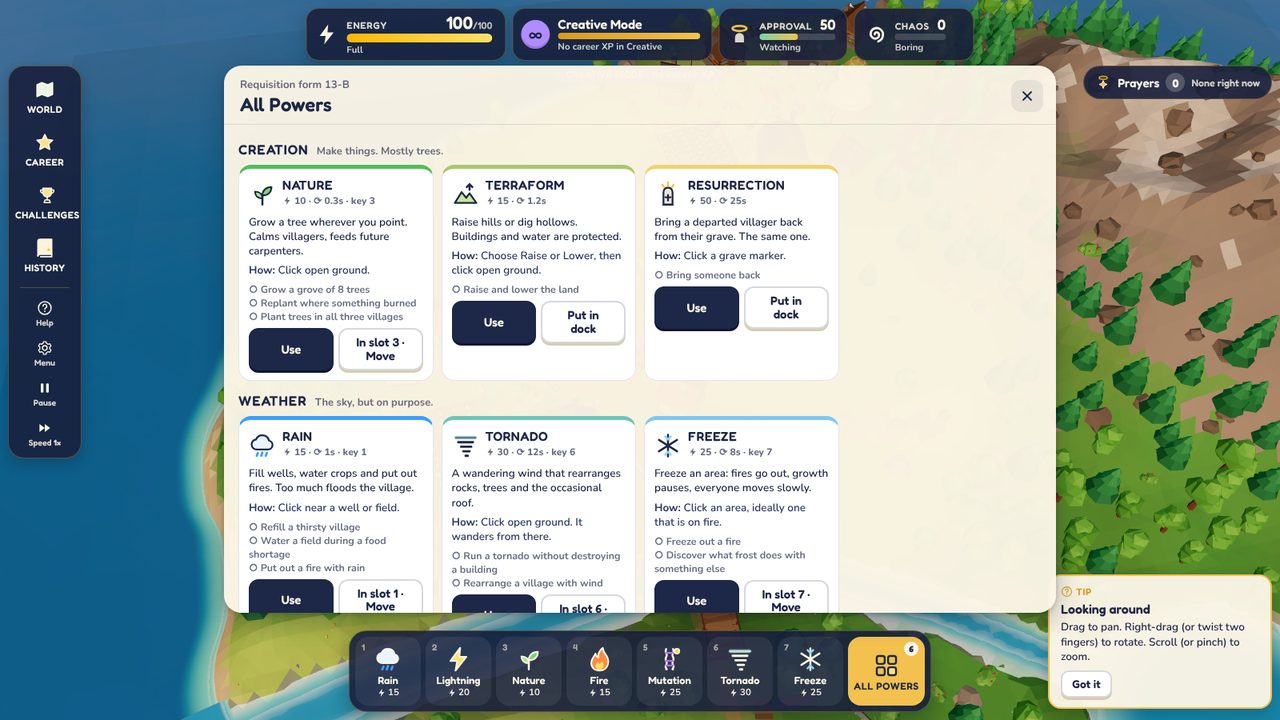 ENERGY 100/100
Full
Creative Mode
No career XP in Creative
APPROVAL 50
Watching
CHAOS 0
Boring
WORLD
CAREER
CHALLENGES
HISTORY
Help
Menu
Pause
Speed 1x
Prayers 0 None right now
Requisition form 13-B
All Powers
CREATION Make things. Mostly trees.
NATURE
10 · 0.3s · key 3
Grow a tree wherever you point.
Calms villagers, feeds future
carpenters.
How: Click open ground.
Grow a grove of 8 trees
Replant where something burned
Plant trees in all three villages
Use
In slot 3 ·
Move
TERRAFORM
15 · 1.2s
Raise hills or dig hollows.
Buildings and water are protected.
How: Choose Raise or Lower, then
click open ground.
Raise and lower the land
Use
Put in
dock
RESURRECTION
50 · 25s
Bring a departed villager back
from their grave. The same one.
How: Click a grave marker.
Bring someone back
Use
Put in
dock
WEATHER The sky, but on purpose.
RAIN
15 · 1s · key 1
Fill wells, water crops and put out
fires. Too much floods the village.
How: Click near a well or field.
Refill a thirsty village
Water a field during a food
shortage
Put out a fire with rain
Use
In slot 1 ·
Move
TORNADO
30 · 12s · key 6
A wandering wind that rearranges
rocks, trees and the occasional
roof.
How: Click open ground. It
wanders from there.
Run a tornado without destroying
a building
Rearrange a village with wind
Use
In slot 6 ·
FREEZE
25 · 8s · key 7
Freeze an area: fires go out, growth
pauses, everyone moves slowly.
How: Click an area, ideally one
that is on fire.
Freeze out a fire
Discover what frost does with
something else
Use
In slot 7 ·
Move
TIP
Looking around
Drag to pan. Right-drag (or twist two
fingers) to rotate. Scroll (or pinch) to
zoom.
Got it
1 Rain 15
2 Lightning 20
3 Nature 10
4 Fire 15
5 Mutation 25
6 Tornado 30
7 Freeze 25
ALL POWERS 6